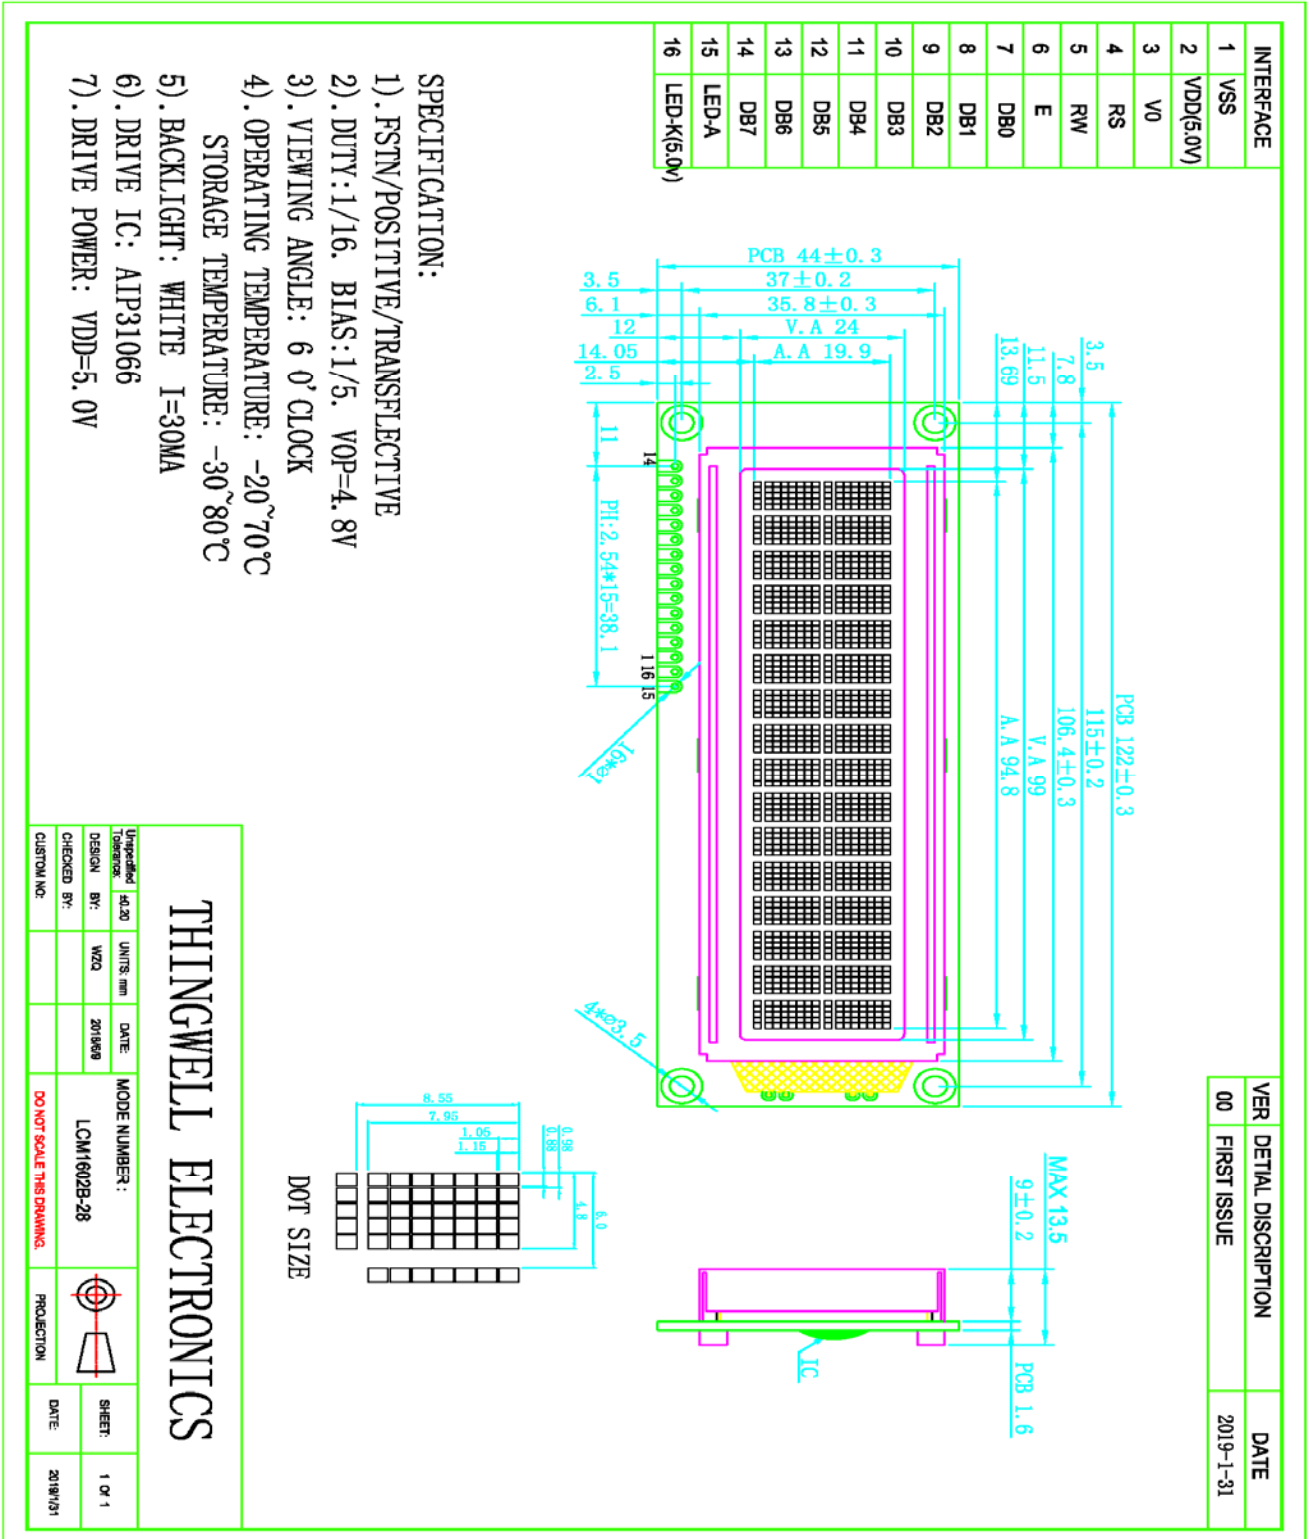 INTERFACE
1 VSS
2 VDD(5.0V)
3 V0
4 RS
5 RW
6 E
7 DB0
8 DB1
9 DB2
10 DB3
11 DB4
12 DB5
13 DB6
14 DB7
15 LED-A
16 LED-K(5.0v)
VER DETIAL DISCRIPTION DATE
00 FIRST ISSUE 2019-1-31
PCB 122±0.3
115±0.2
106.4±0.3
V.A 99
A.A 94.8
3.5
7.8
11.5
13.69
PCB 44±0.3
37±0.2
35.8±0.3
V.A 24
A.A 19.9
3.5
6.1
12
14.05
2.5
11
PH:2.54*15=38.1
14
1 16 15
16*ø1
4*ø3.5
MAX 13.5
9±0.2
PCB 1.6
IC
8.55
7.95
1.05
1.15
0.98
0.88
6.0
4.8
DOT SIZE
SPECIFICATION:
1).FSTN/POSITIVE/TRANSFLECTIVE
2).DUTY:1/16. BIAS:1/5. VOP=4.8V
3).VIEWING ANGLE: 6 O'CLOCK
4).OPERATING TEMPERATURE: -20~70℃
STORAGE TEMPERATURE: -30~80℃
5).BACKLIGHT: WHITE I=30MA
6).DRIVE IC: AIP31066
7).DRIVE POWER: VDD=5.0V
THINGWELL ELECTRONICS
Unspecified Tolerance: ±0.20 UNITS: mm DATE:
DESIGN BY: WZQ
CHECKED BY:
CUSTOM NO:
MODE NUMBER :
LCM1602B-28
DO NOT SCALE THIS DRAWING.
PROJECTION
SHEET: 1 Of 1
DATE: 2019/1/31